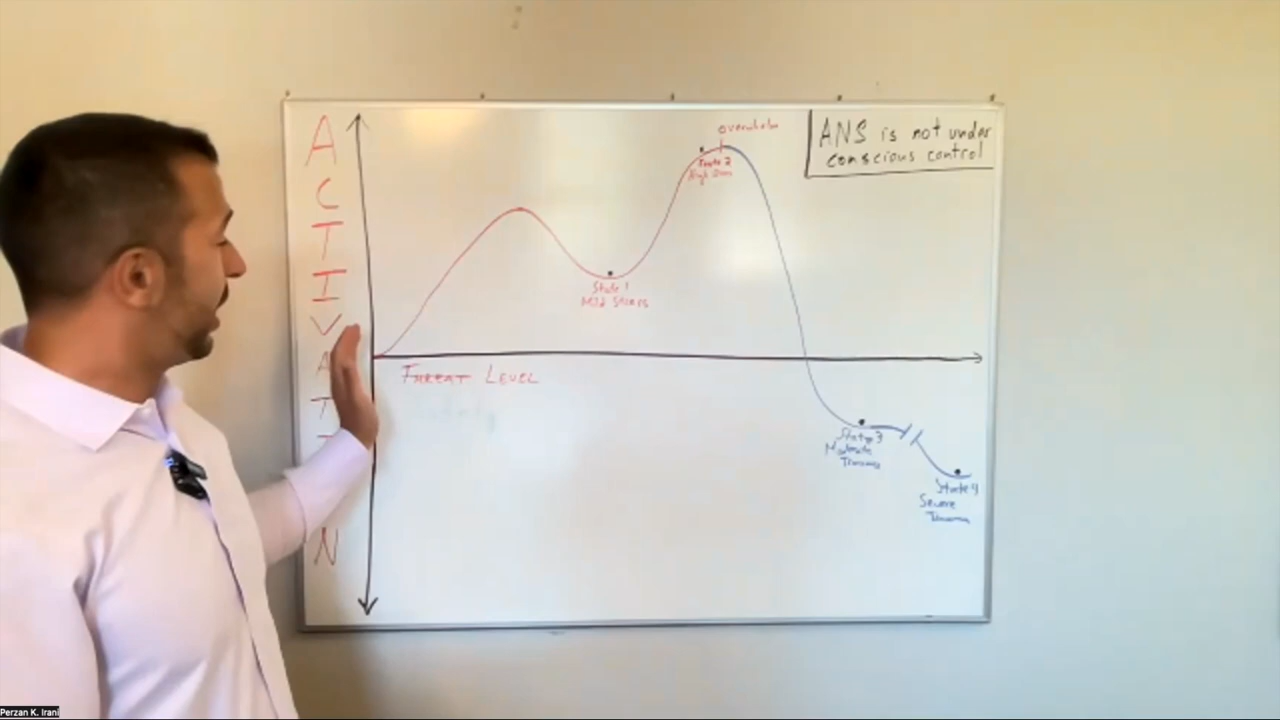 ACTIVATION
overwhelm
State 2
High Stress
ANS is not under
conscious control
State 1
Mild Stress
THREAT LEVEL
State 3
Moderate
Trauma
State 4
Severe
Trauma
Perzan K. Irani